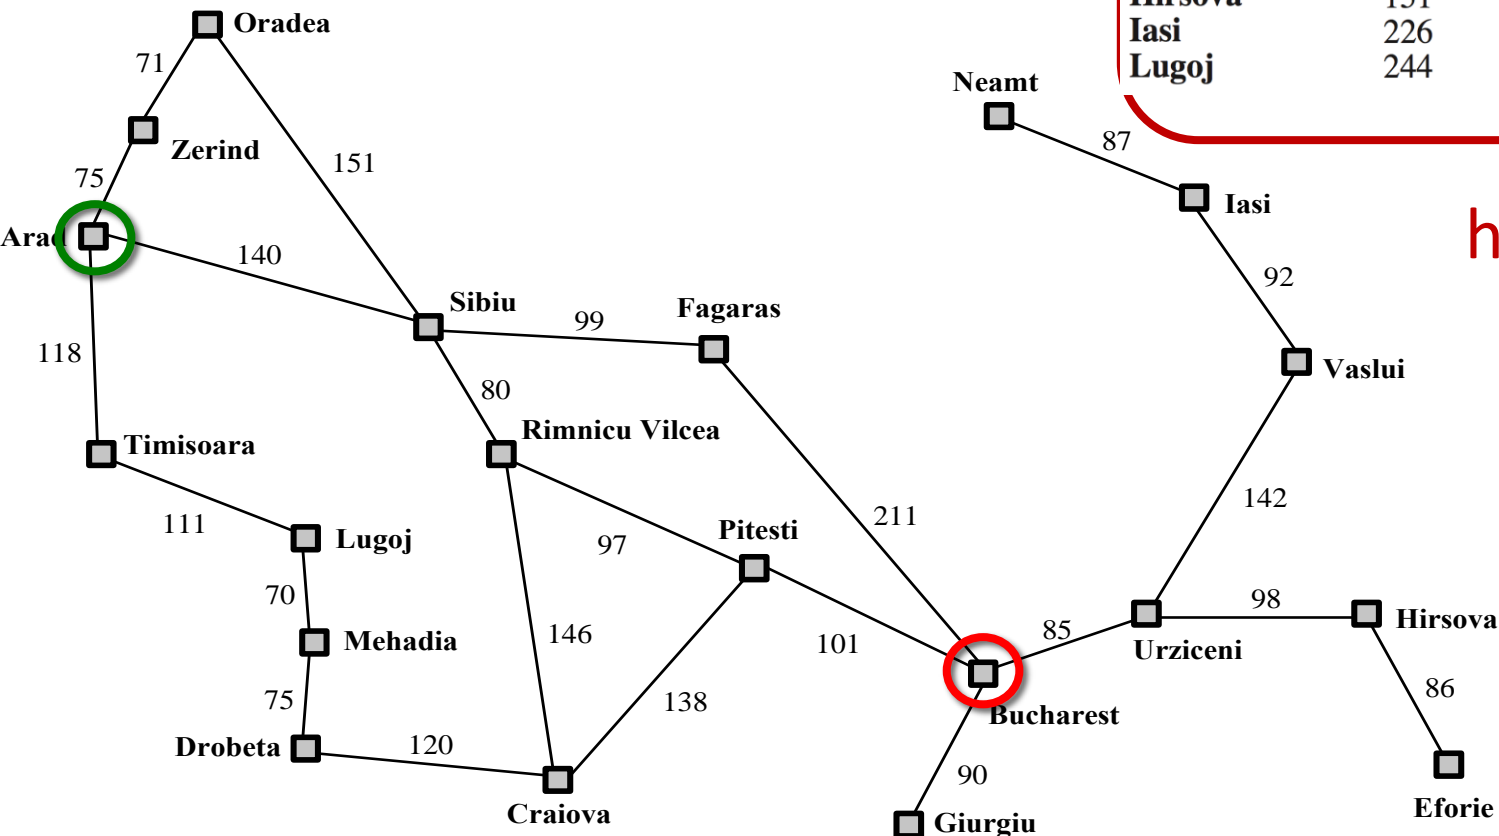 Oradea
Hirsova 151
71
Iasi 226
Lugoj 244
Neamt
87
Zerind
151
75
Iasi
Arad
h
140
92
Sibiu
Fagaras
99
118
Vaslui
80
Rimnicu Vilcea
Timisoara
142
111
211
Pitesti
Lugoj
97
70
98
Hirsova
85
146
Mehadia
101
Urziceni
86
75
138
Bucharest
Drobeta
120
90
Craiova
Giurgiu
Eforie